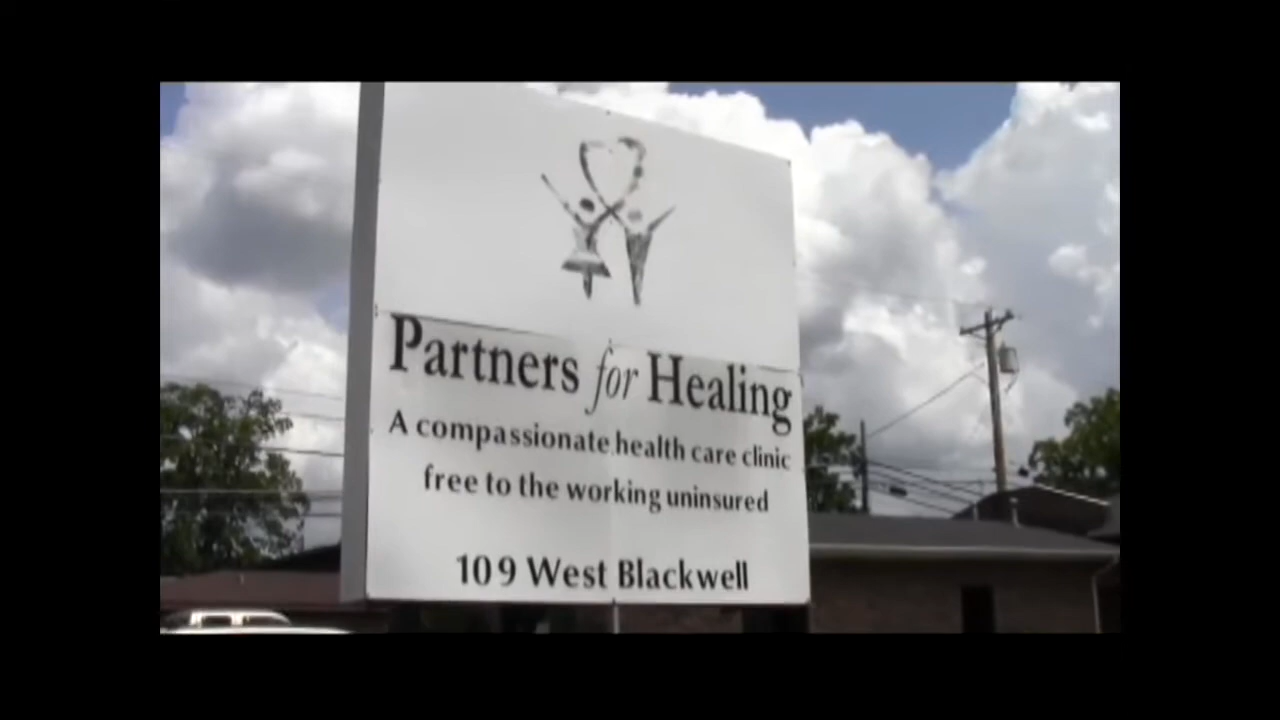 Partners for Healing
A compassionate health care clinic
free to the working uninsured
109 West Blackwell